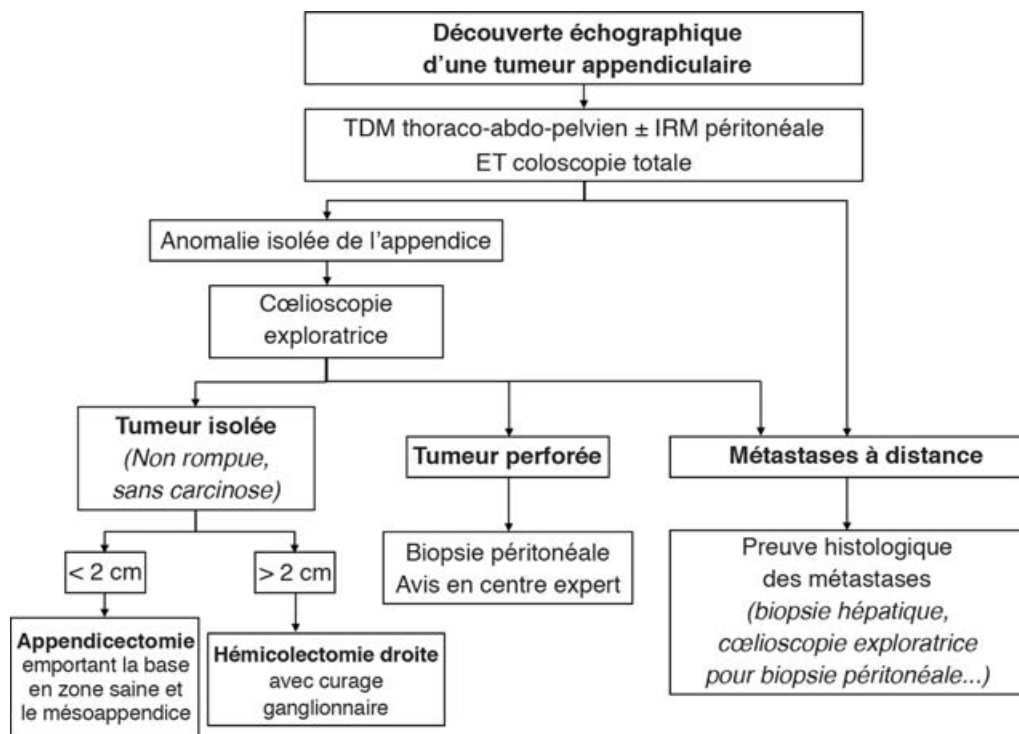 Découverte échographique
d'une tumeur appendiculaire
TDM thoraco-abdo-pelvien ± IRM péritonéale
ET coloscopie totale
Anomalie isolée de l'appendice
Cœlioscopie
exploratrice
Tumeur isolée
(Non rompue,
sans carcinose)
Tumeur perforée
Métastases à distance
< 2 cm
> 2 cm
Biopsie péritonéale
Avis en centre expert
Preuve histologique
des métastases
(biopsie hépatique,
cœlioscopie exploratrice
pour biopsie péritonéale...)
Appendicectomie
emportant la base
en zone saine et
le mésoappendice
Hémicolectomie droite
avec curage
ganglionnaire